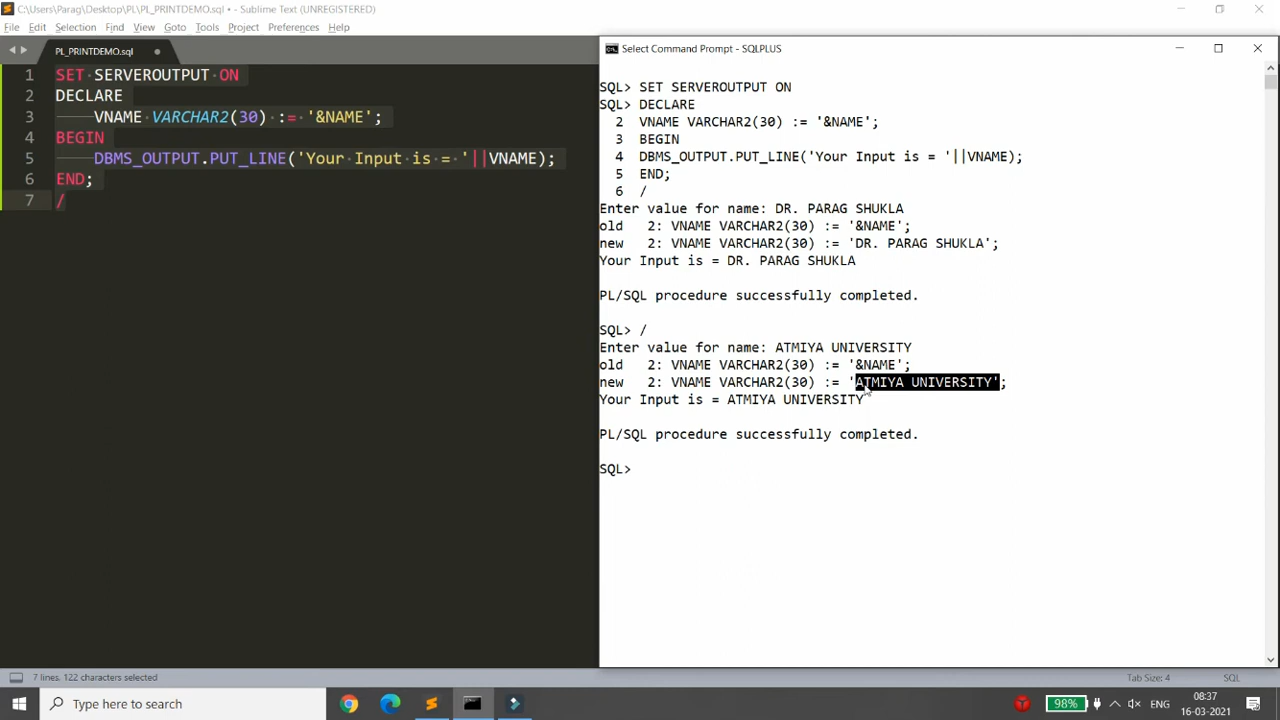 C:\Users\Parag\Desktop\PL\PL_PRINTDEMO.sql • - Sublime Text (UNREGISTERED)
File Edit Selection Find View Goto Tools Project Preferences Help
PL_PRINTDEMO.sql
1 SET SERVEROUTPUT ON
2 DECLARE
3 VNAME VARCHAR2(30) := '&NAME';
4 BEGIN
5 DBMS_OUTPUT.PUT_LINE('Your Input is = '||VNAME);
6 END;
7 /
Select Command Prompt - SQLPLUS
SQL> SET SERVEROUTPUT ON
SQL> DECLARE
2 VNAME VARCHAR2(30) := '&NAME';
3 BEGIN
4 DBMS_OUTPUT.PUT_LINE('Your Input is = '||VNAME);
5 END;
6 /
Enter value for name: DR. PARAG SHUKLA
old 2: VNAME VARCHAR2(30) := '&NAME';
new 2: VNAME VARCHAR2(30) := 'DR. PARAG SHUKLA';
Your Input is = DR. PARAG SHUKLA
PL/SQL procedure successfully completed.
SQL> /
Enter value for name: ATMIYA UNIVERSITY
old 2: VNAME VARCHAR2(30) := '&NAME';
new 2: VNAME VARCHAR2(30) := 'ATMIYA UNIVERSITY';
Your Input is = ATMIYA UNIVERSITY
PL/SQL procedure successfully completed.
SQL>
7 lines, 122 characters selected
Tab Size: 4
SQL
Type here to search
98%
ENG
08:37
16-03-2021